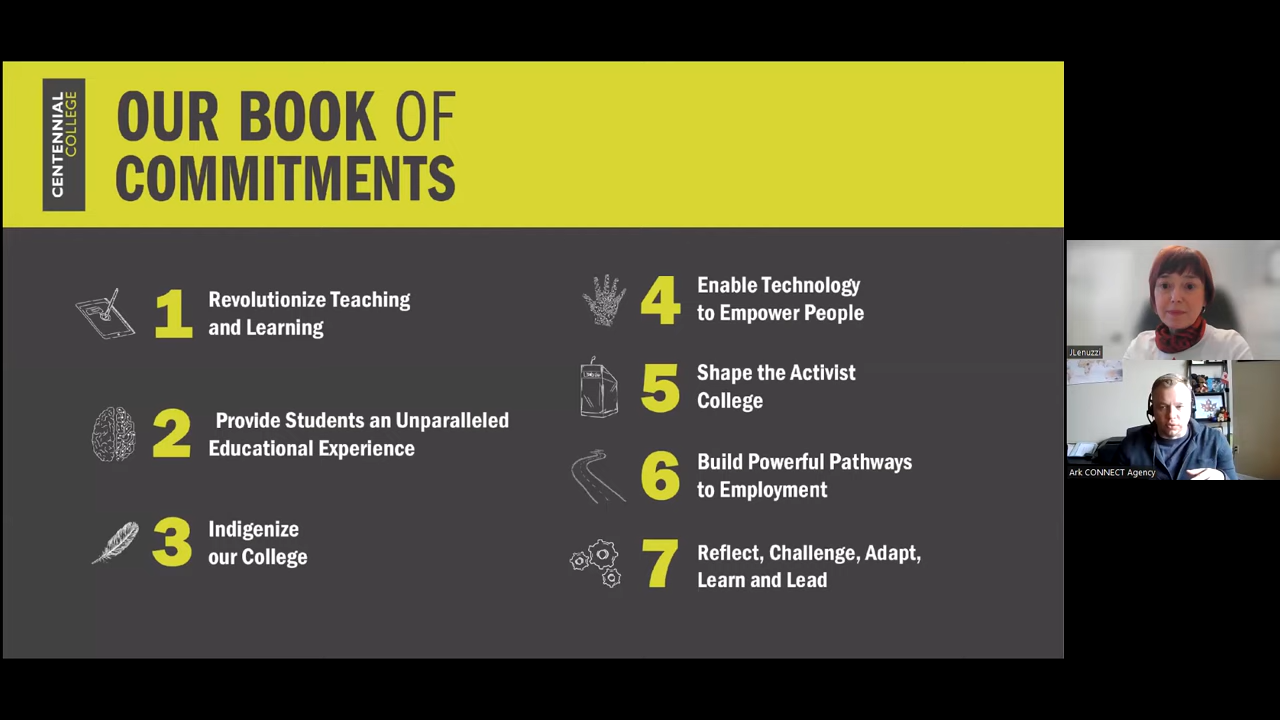 CENTENNIAL
COLLEGE
OUR BOOK OF
COMMITMENTS
1
Revolutionize Teaching
and Learning
2
Provide Students an Unparalleled
Educational Experience
3
Indigenize
our College
4
Enable Technology
to Empower People
5
Shape the Activist
College
6
Build Powerful Pathways
to Employment
7
Reflect, Challenge, Adapt,
Learn and Lead
JLenuzzi
Ark CONNECT Agency